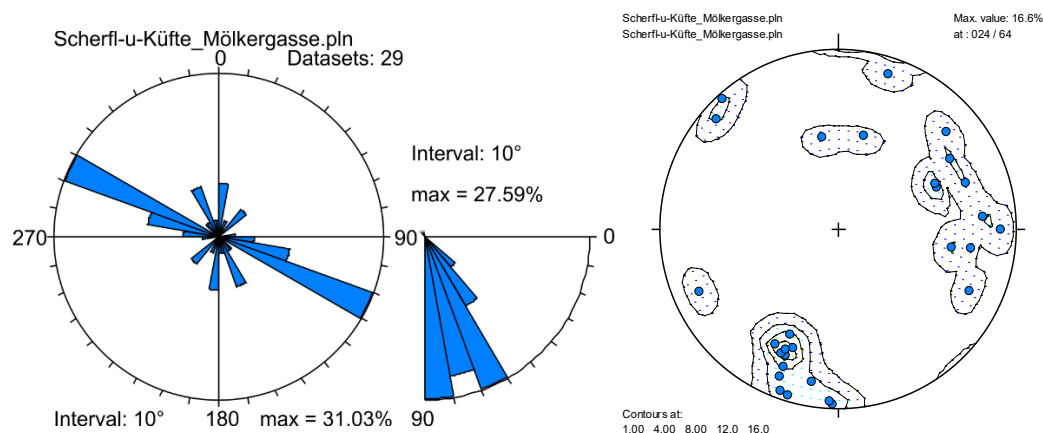 Scherfl-u-Küfte_Mölkergasse.pln
0
Datasets: 29
Interval: 10°
max = 27.59%
270
90
0
Interval: 10°
180
max = 31.03%
90
Scherfl-u-Küfte_Mölkergasse.pln
Max. value: 16.6%
Scherfl-u-Küfte_Mölkergasse.pln
at : 024 / 64
Contours at:
1.00 4.00 8.00 12.0 16.0